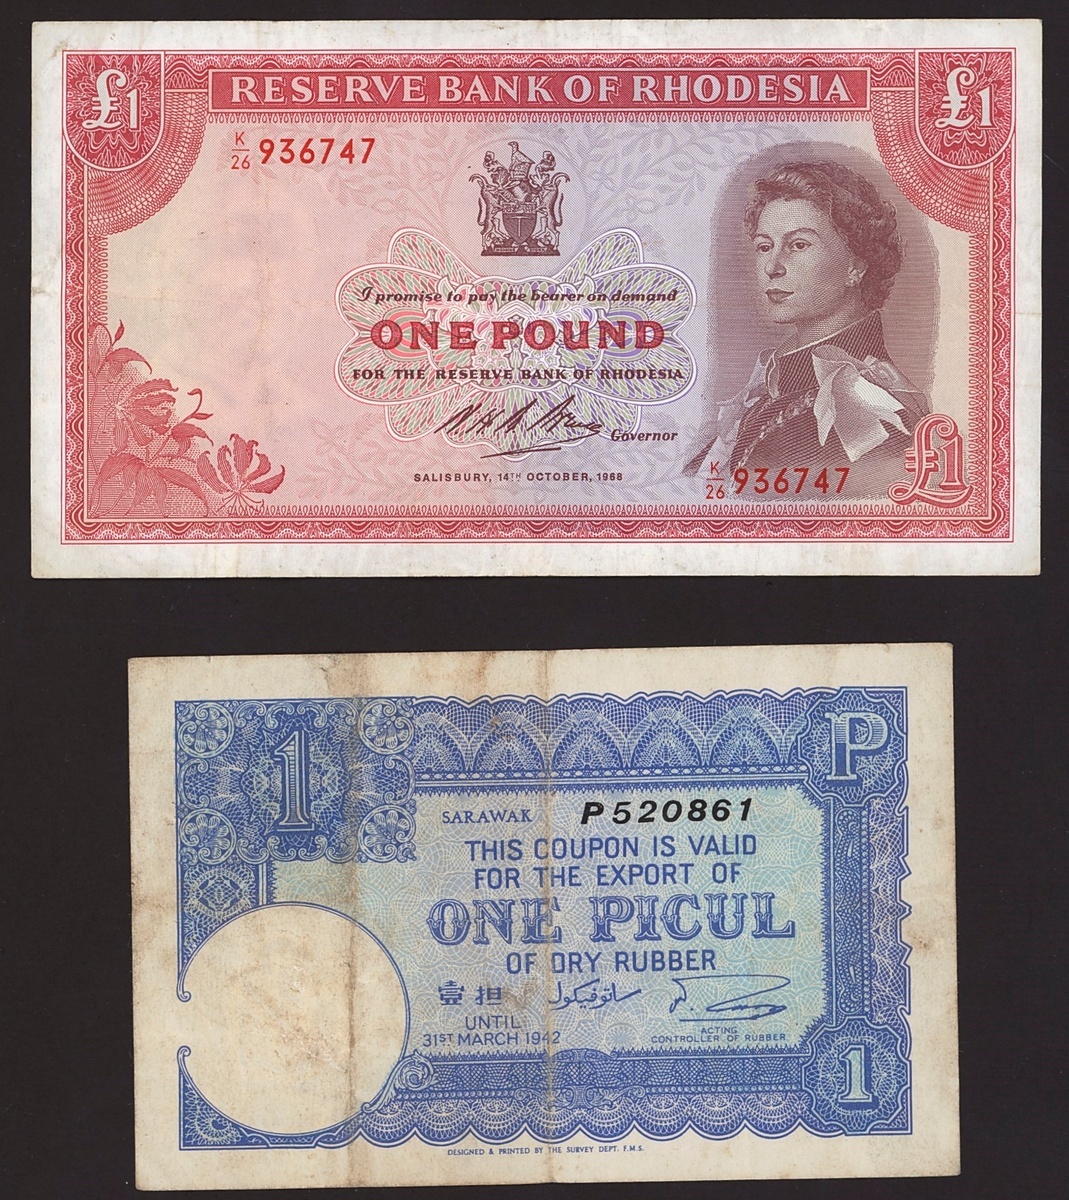 £1 RESERVE BANK OF RHODESIA £1
K/26 936747
I promise to pay the bearer on demand
ONE POUND
FOR THE RESERVE BANK OF RHODESIA
Governor
SALISBURY, 14TH OCTOBER, 1968
K/26 936747
£1
1 P
SARAWAK P520861
THIS COUPON IS VALID
FOR THE EXPORT OF
ONE PICUL
OF DRY RUBBER
壹担 ساتوفيكول
UNTIL
31ST MARCH 1942
ACTING
CONTROLLER OF RUBBER
1
DESIGNED & PRINTED BY THE SURVEY DEPT. F.M.S.